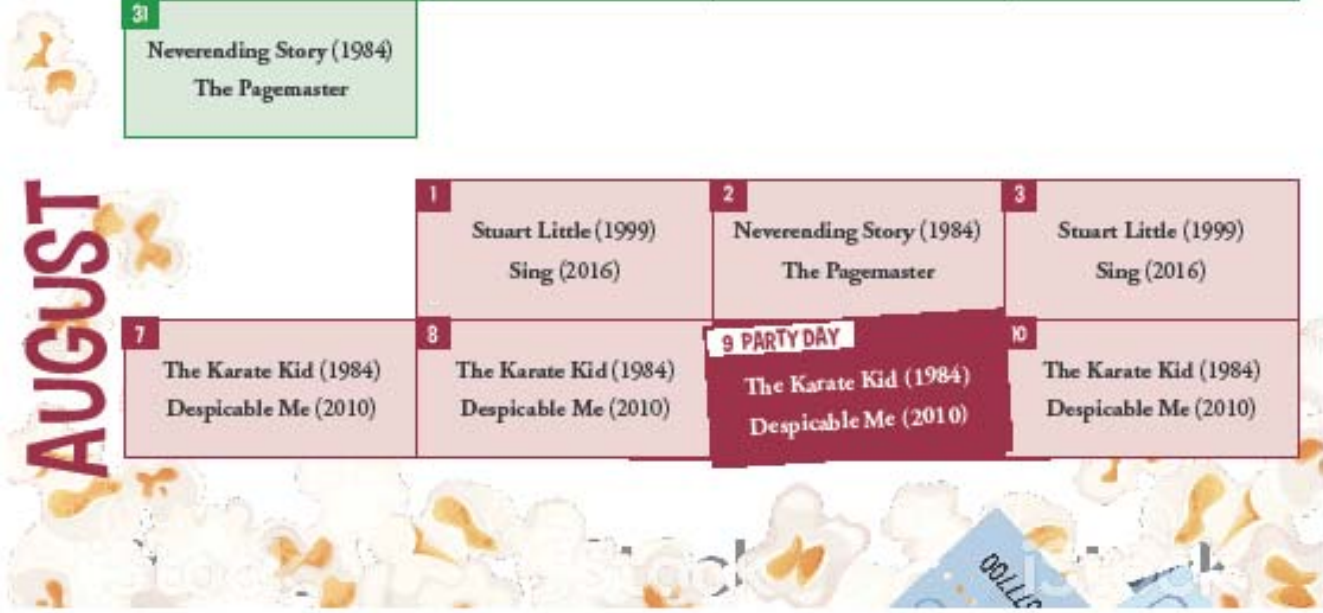 31
Neverending Story (1984)
The Pagemaster
AUGUST
1
Stuart Little (1999)
Sing (2016)
2
Neverending Story (1984)
The Pagemaster
3
Stuart Little (1999)
Sing (2016)
7
The Karate Kid (1984)
Despicable Me (2010)
8
The Karate Kid (1984)
Despicable Me (2010)
9 PARTY DAY
The Karate Kid (1984)
Despicable Me (2010)
10
The Karate Kid (1984)
Despicable Me (2010)